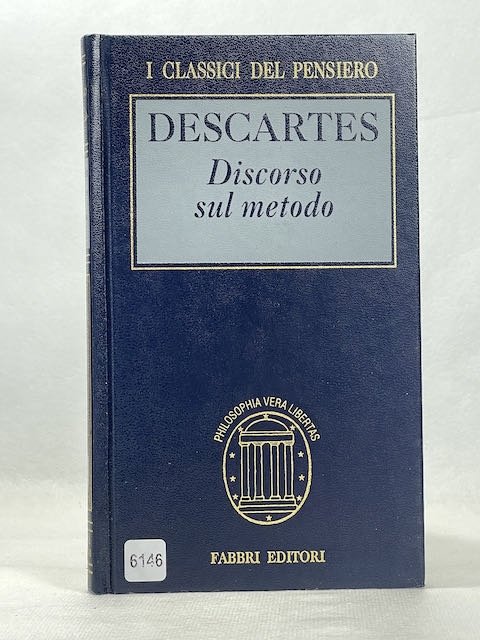 I CLASSICI DEL PENSIERO
DESCARTES
Discorso
sul metodo
PHILOSOPHIA VERA LIBERTAS
FABBRI EDITORI
6146